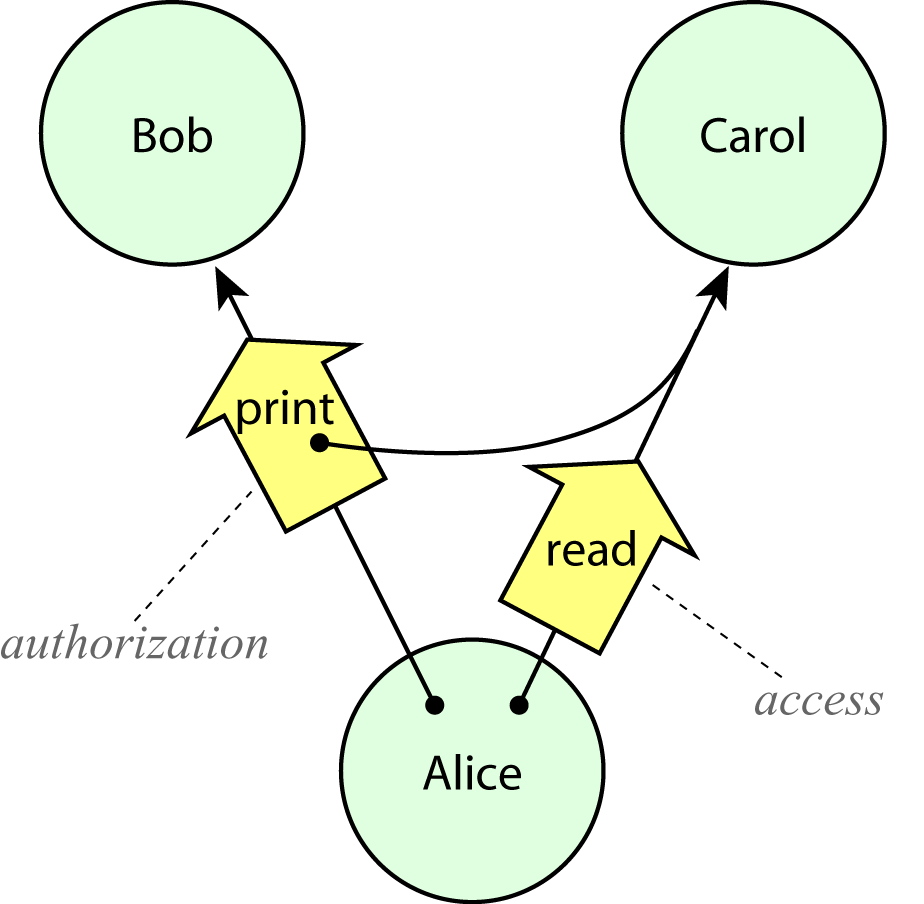 Bob
Carol
print
read
authorization
access
Alice